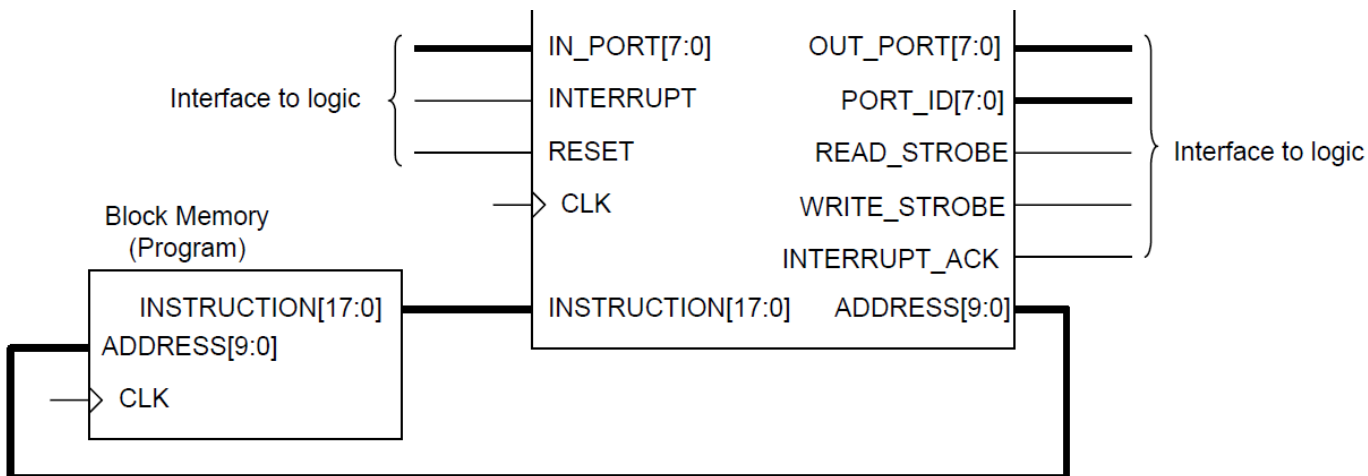 IN_PORT[7:0]
OUT_PORT[7:0]
Interface to logic
INTERRUPT
PORT_ID[7:0]
RESET
READ_STROBE
Interface to logic
CLK
WRITE_STROBE
Block Memory
(Program)
INTERRUPT_ACK
INSTRUCTION[17:0]
INSTRUCTION[17:0]
ADDRESS[9:0]
ADDRESS[9:0]
CLK